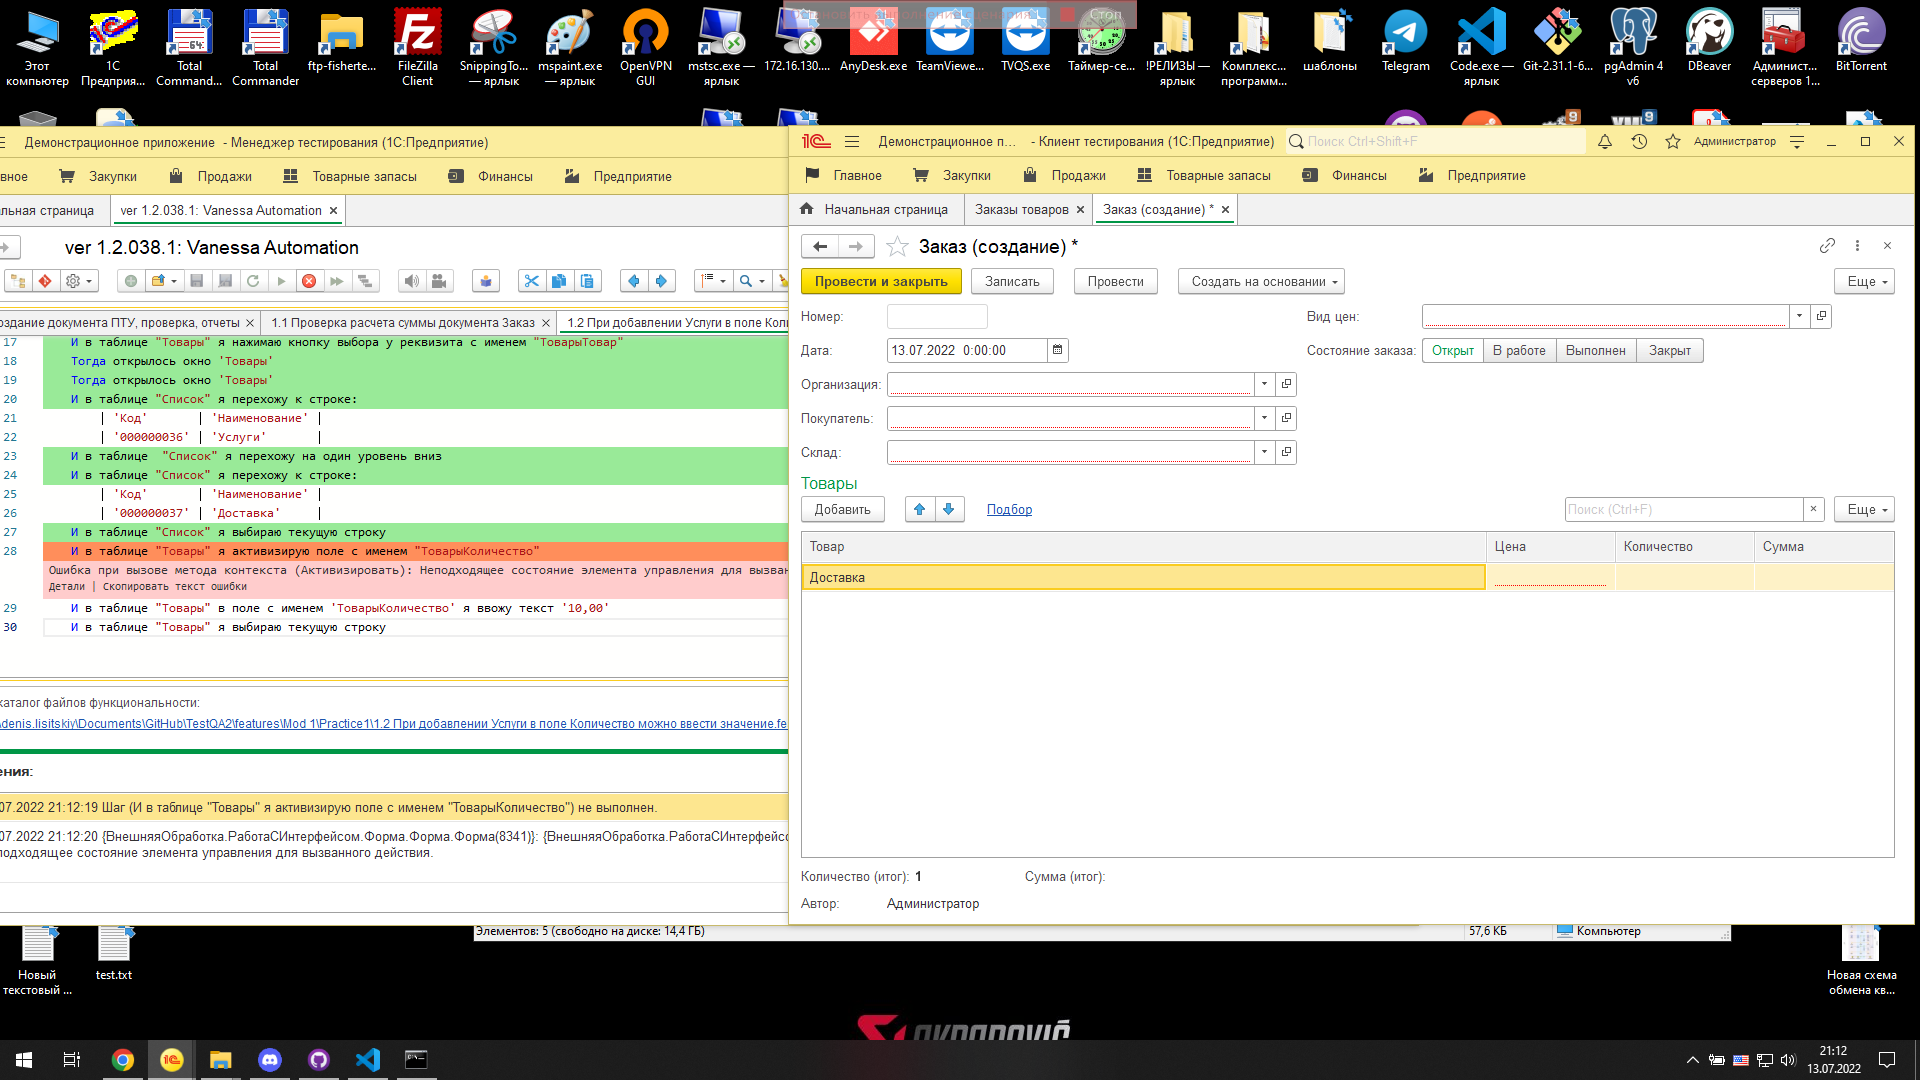 Стоп
Этот компьютер
1C Предприя...
Total Command...
Total Commander
ftp-fisherte...
FileZilla Client
SnippingTo... — ярлык
mspaint.exe — ярлык
OpenVPN GUI
mstsc.exe — ярлык
172.16.130....
AnyDesk.exe
TeamViewe...
TVQS.exe
Таймер-се...
!РЕЛИЗЫ — ярлык
Комплекс... программ...
шаблоны
Telegram
Code.exe — ярлык
Git-2.31.1-6...
pgAdmin 4 v6
DBeaver
Админист... серверов 1...
BitTorrent
Демонстрационное приложение - Менеджер тестирования (1С:Предприятие)
вное Закупки Продажи Товарные запасы Финансы Предприятие
льная страница
ver 1.2.038.1: Vanessa Automation ×
ver 1.2.038.1: Vanessa Automation
оздание документа ПТУ, проверка, отчеты ×
1.1 Проверка расчета суммы документа Заказ ×
1.2 При добавлении Услуги в поле Коли
17 И в таблице "Товары" я нажимаю кнопку выбора у реквизита с именем "ТоварыТовар"
18 Тогда открылось окно 'Товары'
19 Тогда открылось окно 'Товары'
20 И в таблице "Список" я перехожу к строке:
21 | 'Код' | 'Наименование' |
22 | '000000036' | 'Услуги' |
23 И в таблице "Список" я перехожу на один уровень вниз
24 И в таблице "Список" я перехожу к строке:
25 | 'Код' | 'Наименование' |
26 | '000000037' | 'Доставка' |
27 И в таблице "Список" я выбираю текущую строку
28 И в таблице "Товары" я активизирую поле с именем "ТоварыКоличество"
Ошибка при вызове метода контекста (Активизировать): Неподходящее состояние элемента управления для вызван
Детали | Скопировать текст ошибки
29 И в таблице "Товары" в поле с именем 'ТоварыКоличество' я ввожу текст '10,00'
30 И в таблице "Товары" я выбираю текущую строку
каталог файлов функциональности:
\denis.lisitskiy\Documents\GitHub\TestQA2\features\Mod 1\Practice1\1.2 При добавлении Услуги в поле Количество можно ввести значение.fe
ения:
07.2022 21:12:19 Шаг (И в таблице "Товары" я активизирую поле с именем "ТоварыКоличество") не выполнен.
07.2022 21:12:20 {ВнешняяОбработка.РаботаСИнтерфейсом.Форма.Форма.Форма(8341)}: {ВнешняяОбработка.РаботаСИнтерфейсо
подходящее состояние элемента управления для вызванного действия.
1С Демонстрационное п... - Клиент тестирования (1С:Предприятие)
Поиск Ctrl+Shift+F
Администратор
Главное Закупки Продажи Товарные запасы Финансы Предприятие
Начальная страница
Заказы товаров ×
Заказ (создание) * ×
Заказ (создание) *
Провести и закрыть
Записать
Провести
Создать на основании
Еще
Номер:
Вид цен:
Дата: 13.07.2022 0:00:00
Состояние заказа: Открыт В работе Выполнен Закрыт
Организация:
Покупатель:
Склад:
Товары
Добавить
Подбор
Поиск (Ctrl+F) ×
Еще
Товар Цена Количество Сумма
Доставка
Количество (итог): 1 Сумма (итог):
Автор: Администратор
Элементов: 5 (свободно на диске: 14,4 ГБ)
57,6 КБ
Компьютер
Новый текстовый ...
test.txt
Новая схема обмена кв...
21:12
13.07.2022